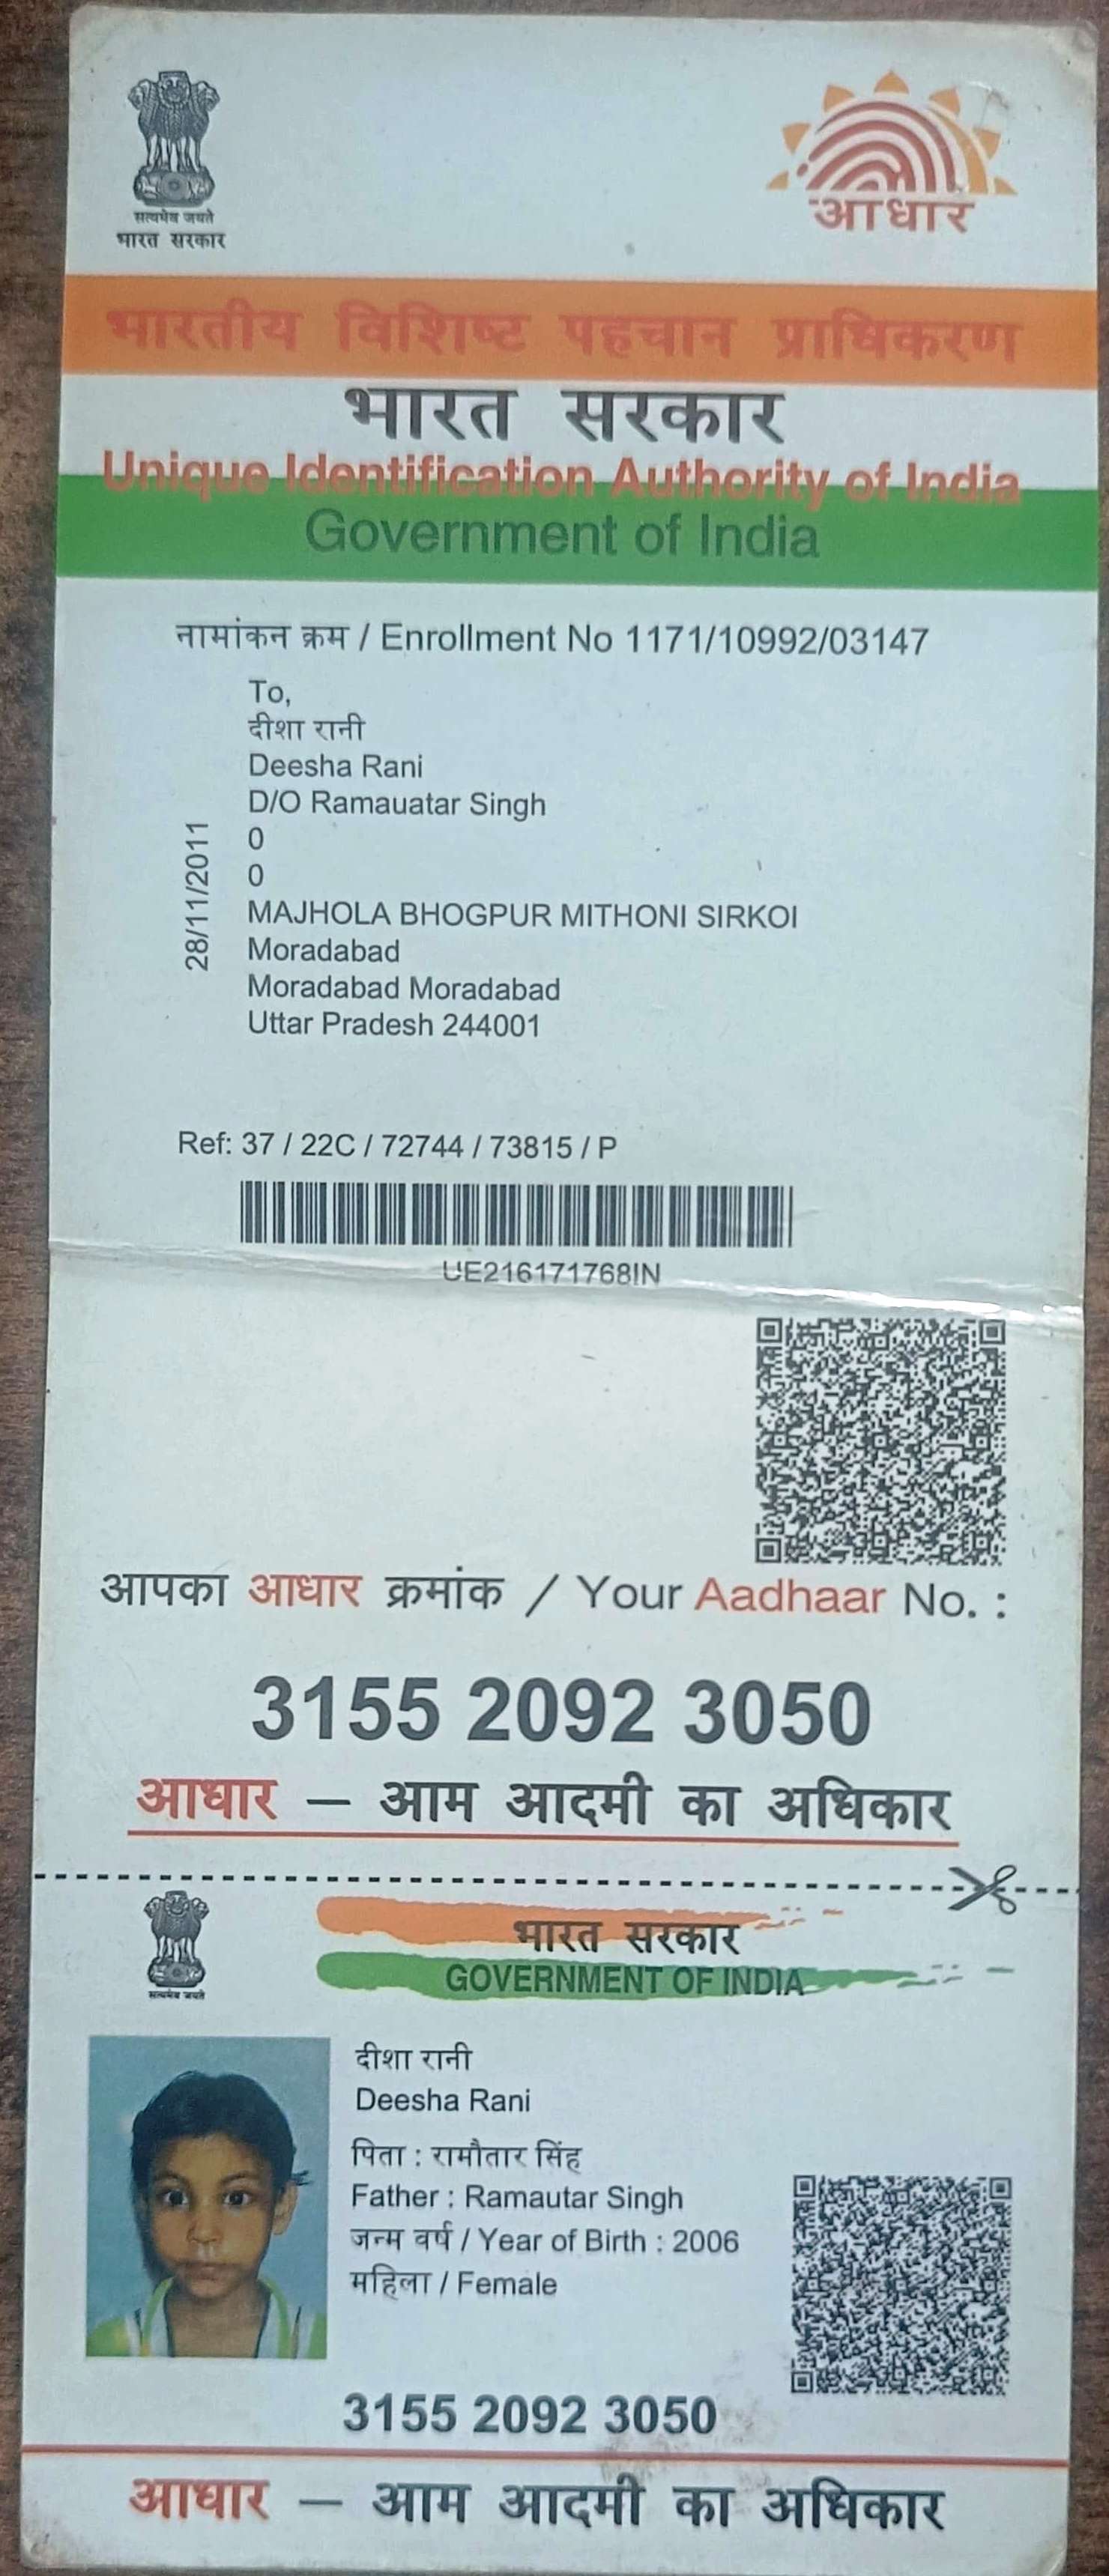 सत्यमेव जयते
भारत सरकार
आधार
भारतीय विशिष्ट पहचान प्राधिकरण
भारत सरकार
Unique Identification Authority of India
Government of India
नामांकन क्रम / Enrollment No 1171/10992/03147
To,
दीशा रानी
Deesha Rani
D/O Ramauatar Singh
0
0
MAJHOLA BHOGPUR MITHONI SIRKOI
Moradabad
Moradabad Moradabad
Uttar Pradesh 244001
28/11/2011
Ref: 37 / 22C / 72744 / 73815 / P
UE216171768IN
आपका आधार क्रमांक / Your Aadhaar No. :
3155 2092 3050
आधार – आम आदमी का अधिकार
सत्यमेव जयते
भारत सरकार
GOVERNMENT OF INDIA
दीशा रानी
Deesha Rani
पिता : रामौतार सिंह
Father : Ramautar Singh
जन्म वर्ष / Year of Birth : 2006
महिला / Female
3155 2092 3050
आधार – आम आदमी का अधिकार